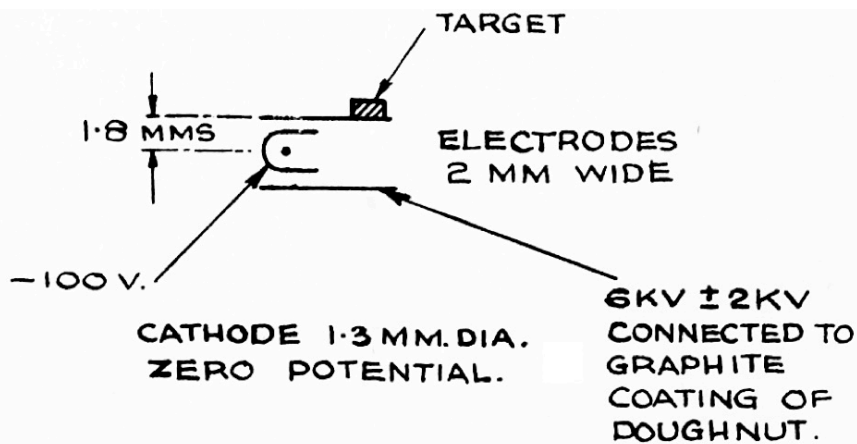 TARGET
1·8 MMS
ELECTRODES
2 MM WIDE
-100 V.
6KV ± 2KV
CONNECTED TO
GRAPHITE
COATING OF
DOUGHNUT.
CATHODE 1·3 MM. DIA.
ZERO POTENTIAL.